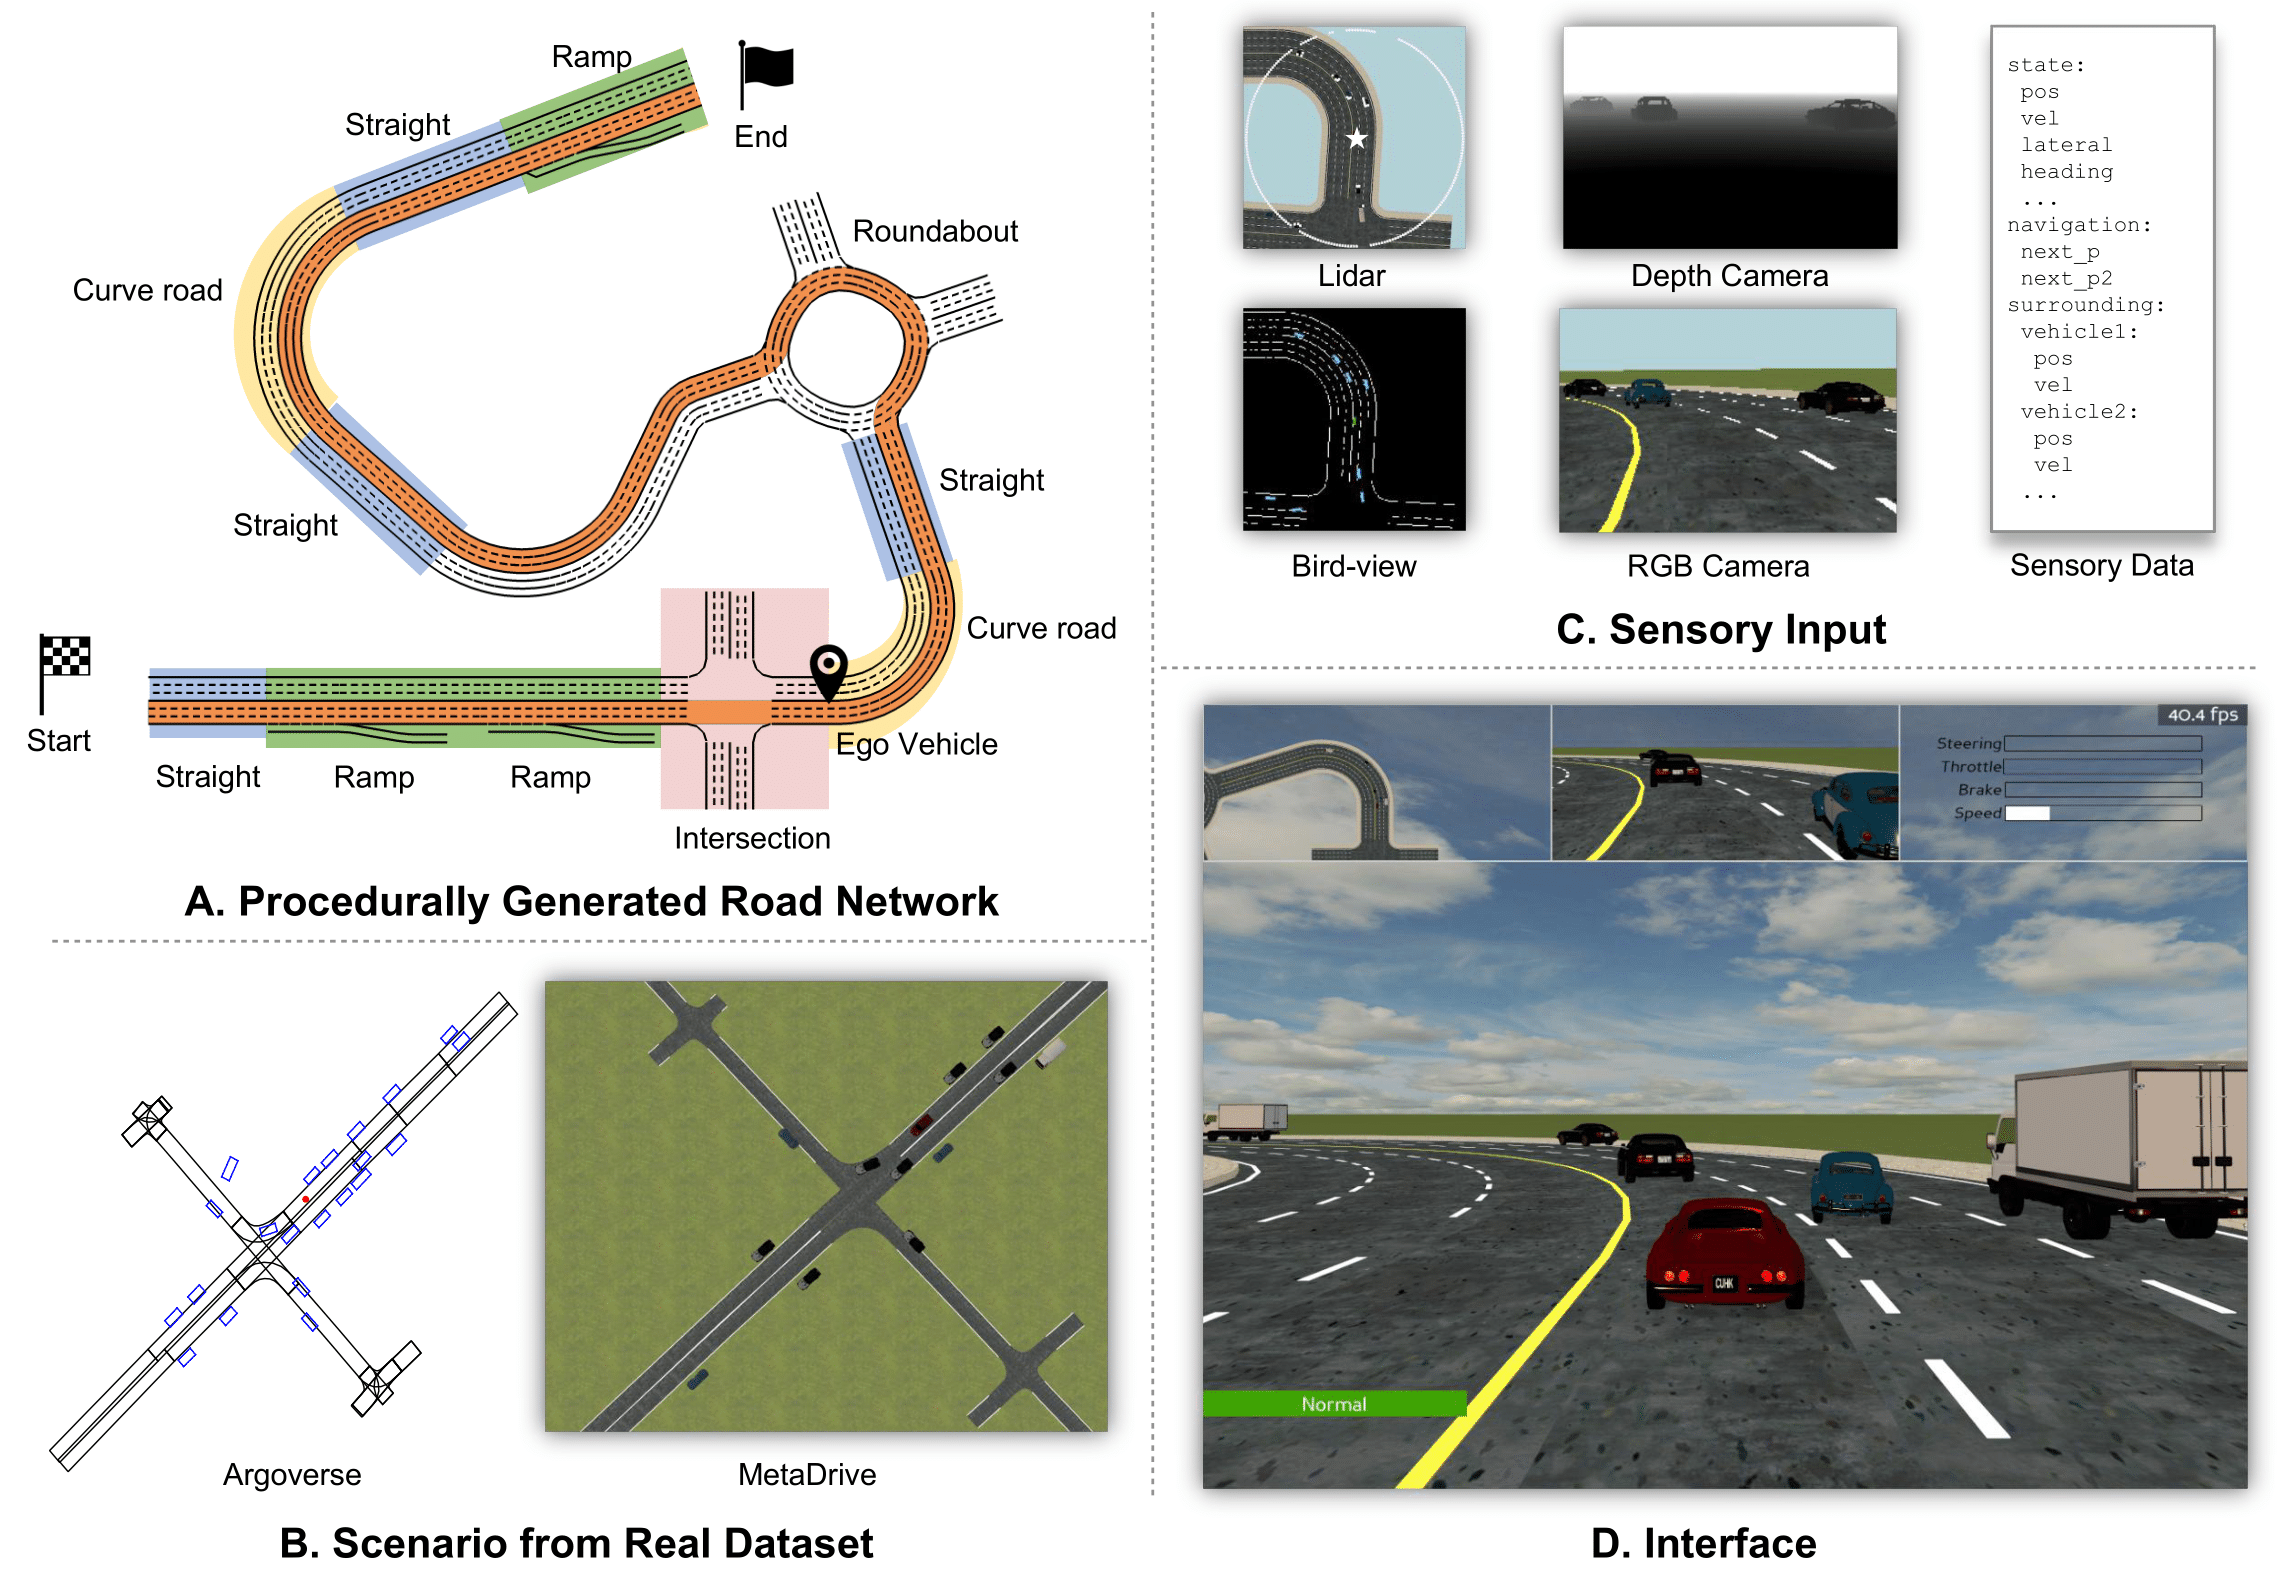 Ramp
Straight
End
Roundabout
Curve road
Straight
Straight
Curve road
Start
Ego Vehicle
Straight
Ramp
Ramp
Intersection
A. Procedurally Generated Road Network
Argoverse
MetaDrive
B. Scenario from Real Dataset
Lidar
Depth Camera
Bird-view
RGB Camera
state:
pos
vel
lateral
heading
...
navigation:
next_p
next_p2
surrounding:
vehicle1:
pos
vel
vehicle2:
pos
vel
...
Sensory Data
C. Sensory Input
40.4 fps
Steering
Throttle
Brake
Speed
CUHK
Normal
D. Interface